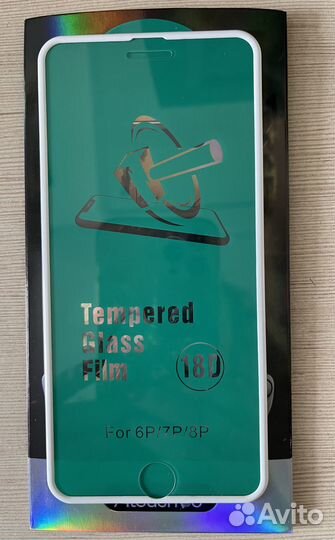 Tempered
Glass
Film
18D
For 6P/7P/8P
Avito